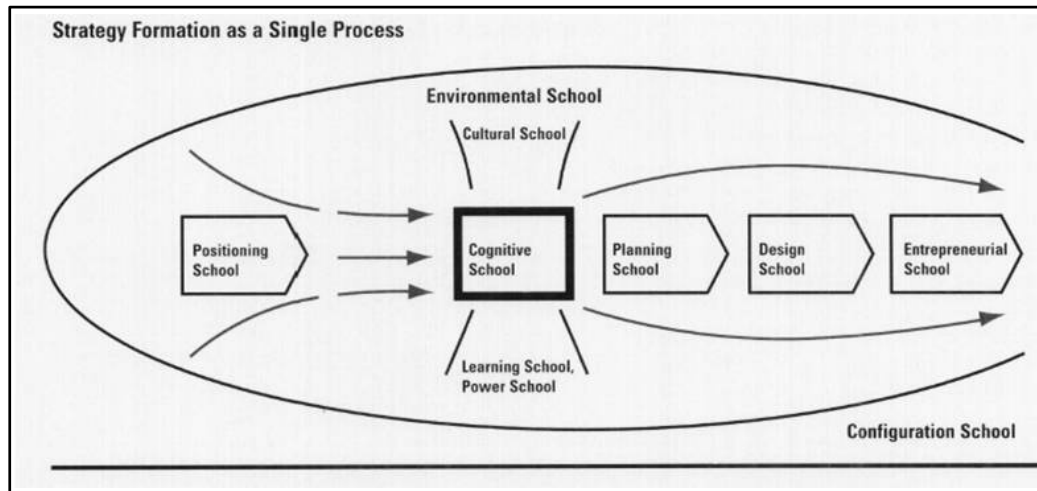 Strategy Formation as a Single Process
Environmental School
Cultural School
Positioning
School
Cognitive
School
Planning
School
Design
School
Entrepreneurial
School
Learning School,
Power School
Configuration School